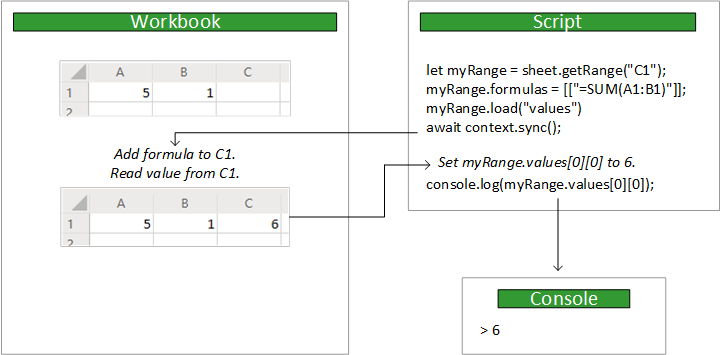 Workbook
A B C
1 5 1
2
Add formula to C1.
Read value from C1.
A B C
1 5 1 6
2
Script
let myRange = sheet.getRange("C1");
myRange.formulas = [["=SUM(A1:B1)"]];
myRange.load("values")
await context.sync();
Set myRange.values[0][0] to 6.
console.log(myRange.values[0][0]);
Console
> 6